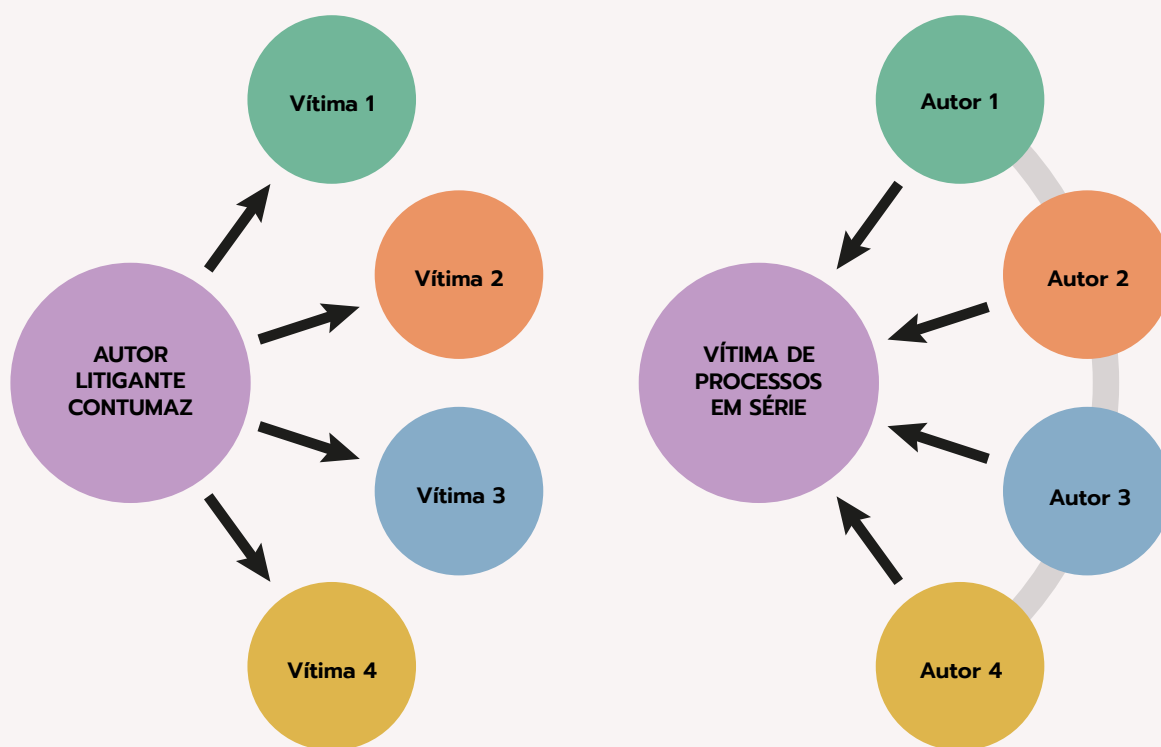 Vítima 1
Vítima 2
AUTOR
LITIGANTE
CONTUMAZ
Vítima 3
Vítima 4
Autor 1
Autor 2
VÍTIMA DE
PROCESSOS
EM SÉRIE
Autor 3
Autor 4